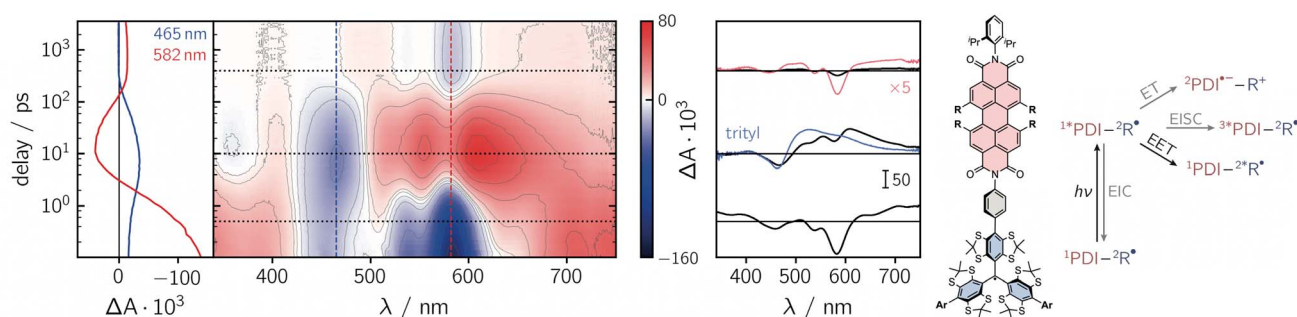 delay / ps
10³
10²
10¹
10⁰
465 nm
582 nm
0
−100
ΔA · 10³
400
500
600
700
λ / nm
80
0
−160
ΔA · 10³
×5
trityl
50
400
500
600
700
λ / nm
ⁱPr
ⁱPr
O
N
O
R
R
R
R
O
N
O
S
S
S
S
S
S
S
S
S
S
S
S
Ar
Ar
²PDI•−–R⁺
ET
¹*PDI–²R•
EISC
³*PDI–²R•
EET
¹PDI–²*R•
hν
EIC
¹PDI–²R•